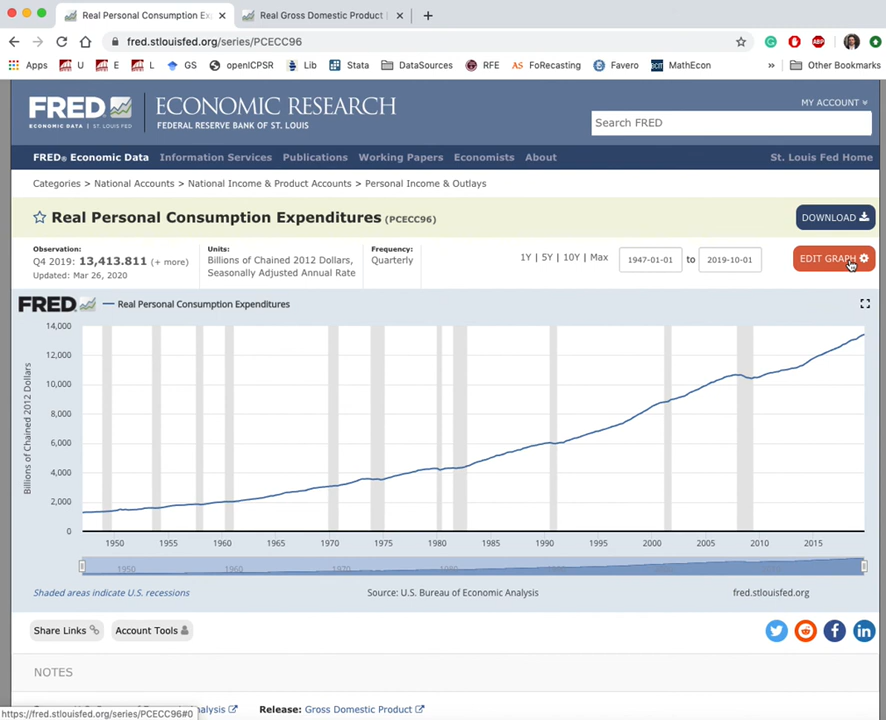 Real Personal Consumption Ex
Real Gross Domestic Product
fred.stlouisfed.org/series/PCECC96
ABP
Apps U E L GS openICPSR Lib Stata DataSources RFE AS FoRecasting Favero MathEcon » Other Bookmarks
FRED ECONOMIC RESEARCH
ECONOMIC DATA | ST. LOUIS FED FEDERAL RESERVE BANK OF ST. LOUIS
MY ACCOUNT
Search FRED
FRED® Economic Data Information Services Publications Working Papers Economists About St. Louis Fed Home
Categories > National Accounts > National Income & Product Accounts > Personal Income & Outlays
Real Personal Consumption Expenditures (PCECC96)
DOWNLOAD
Observation:
Q4 2019: 13,413.811 (+ more)
Updated: Mar 26, 2020
Units:
Billions of Chained 2012 Dollars,
Seasonally Adjusted Annual Rate
Frequency:
Quarterly
1Y | 5Y | 10Y | Max 1947-01-01 to 2019-10-01
EDIT GRAPH
FRED Real Personal Consumption Expenditures
Billions of Chained 2012 Dollars
14,000
12,000
10,000
8,000
6,000
4,000
2,000
0
1950 1955 1960 1965 1970 1975 1980 1985 1990 1995 2000 2005 2010 2015
1950 1960 1970
Shaded areas indicate U.S. recessions Source: U.S. Bureau of Economic Analysis fred.stlouisfed.org
Share Links Account Tools
NOTES
Analysis Release: Gross Domestic Product
https://fred.stlouisfed.org/series/PCECC96#0